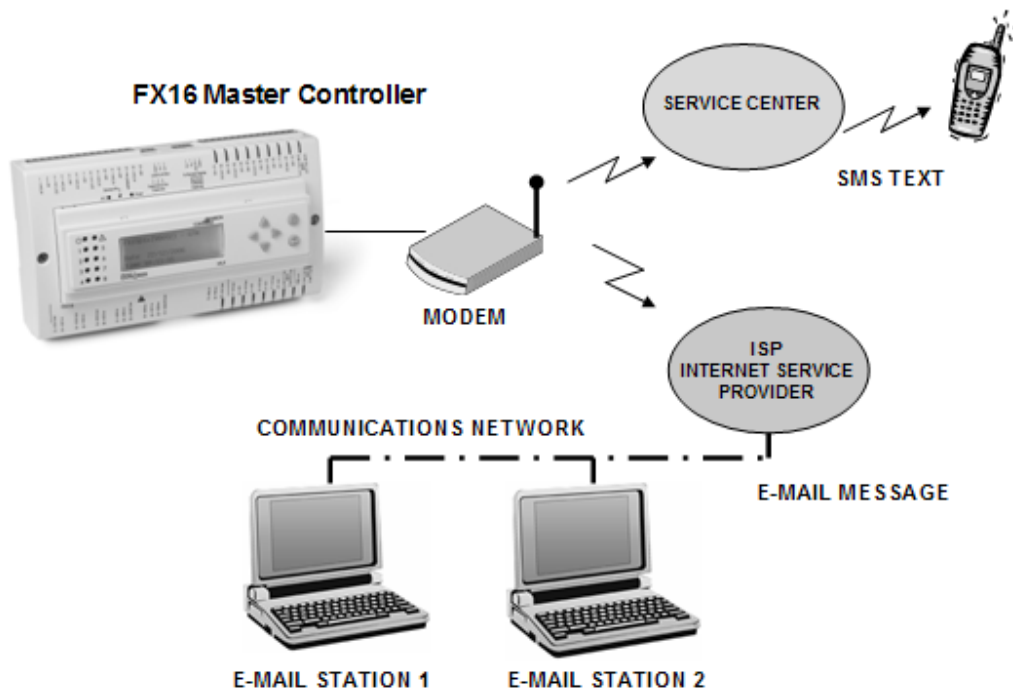 FX16 Master Controller
SERVICE CENTER
SMS TEXT
MODEM
ISP
INTERNET SERVICE
PROVIDER
COMMUNICATIONS NETWORK
E-MAIL MESSAGE
E-MAIL STATION 1
E-MAIL STATION 2